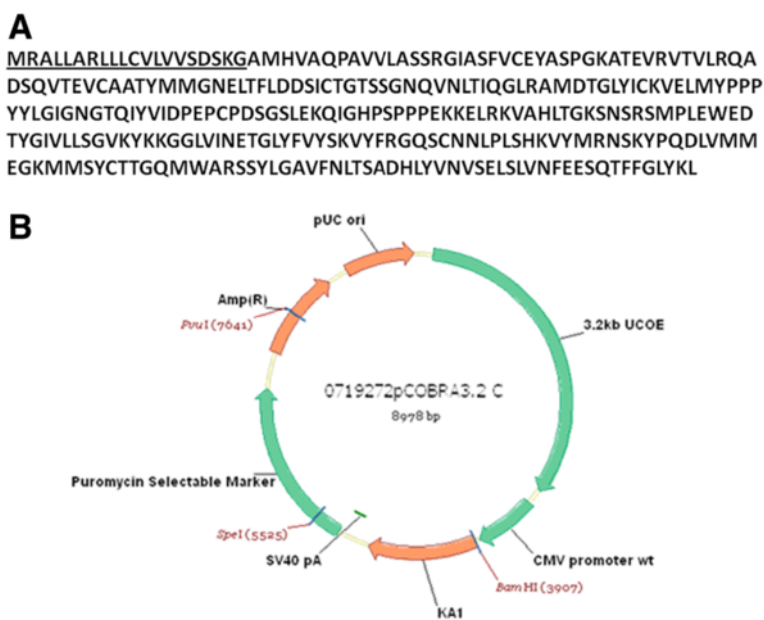 A
MRALLARLLLCVLVVSDSKGAMHVAQPAVVLASSRGIASFVCEYASPGKATEVRVTVLRQA
DSQVTEVCAATYMMGNELTFLDDSICTGTSSGNQVNLTIQGLRAMDTGLYICKVELMYPPP
YYLGIGNGTQIYVIDPEPCPDSGSLEKQIGHPSPPPEKKELRKVAHLTGKSNSRSMPLEWED
TYGIVLLSGVKYKKGGLVINETGLYFVYSKVYFRGQSCNNLPLSHKVYMRNSKYPQDLVMM
EGKMMSYCTTGQMWARSSYLGAVFNLTSADHLYVNVSELSLVNFEESQTFFGLYKL
B
pUC ori
Amp(R)
PvuI (7641)
3.2kb UCOE
0719272pCOBRA3.2 C
8978 bp
Puromycin Selectable Marker
SpeI (5525)
SV40 pA
CMV promoter wt
BamHI (3907)
KA1